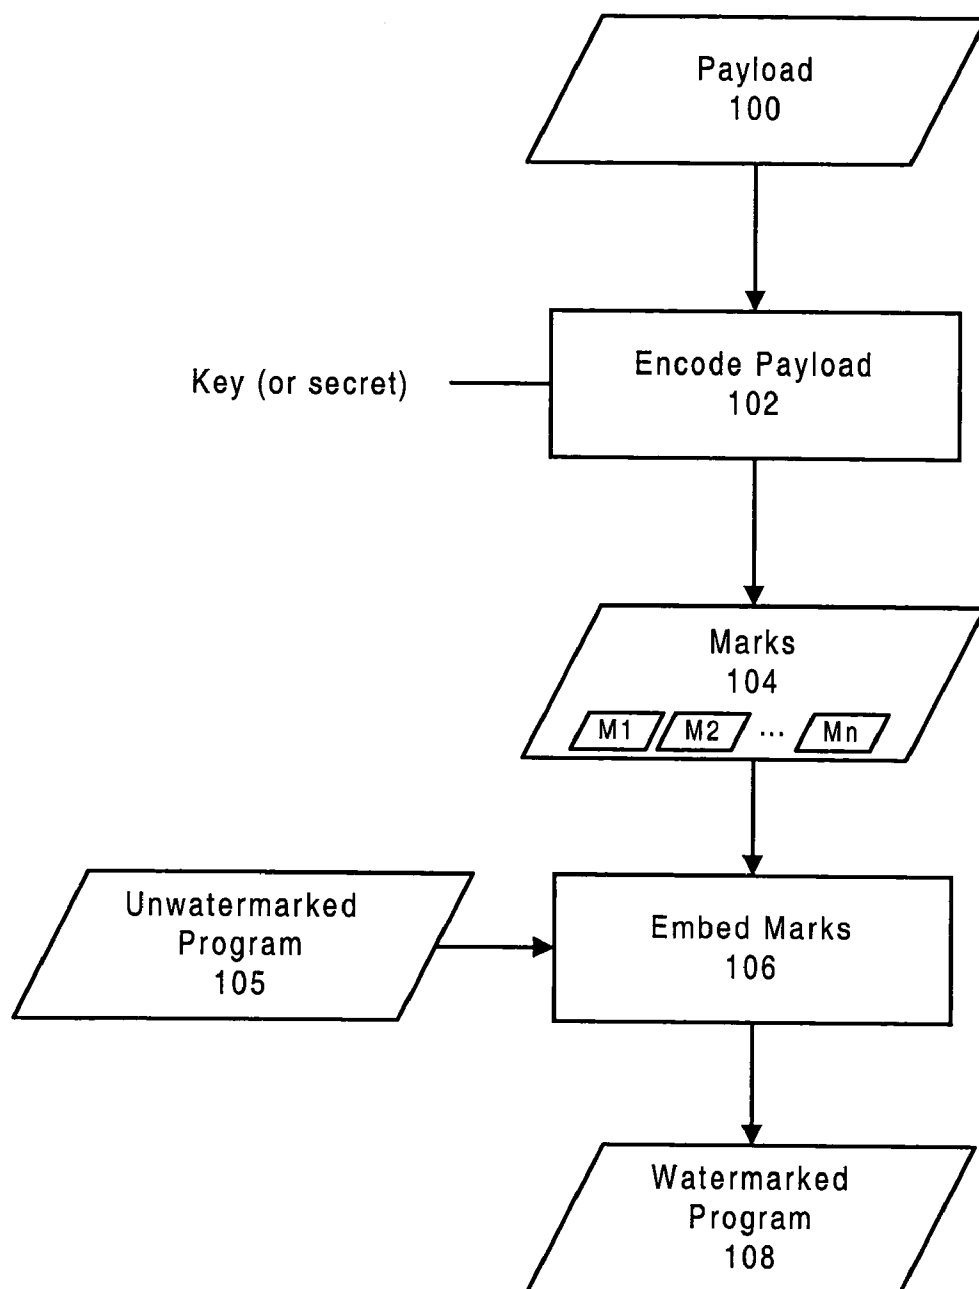 Payload
100
Key (or secret)
Encode Payload
102
Marks
104
M1 M2 ... Mn
Unwatermarked
Program
105
Embed Marks
106
Watermarked
Program
108